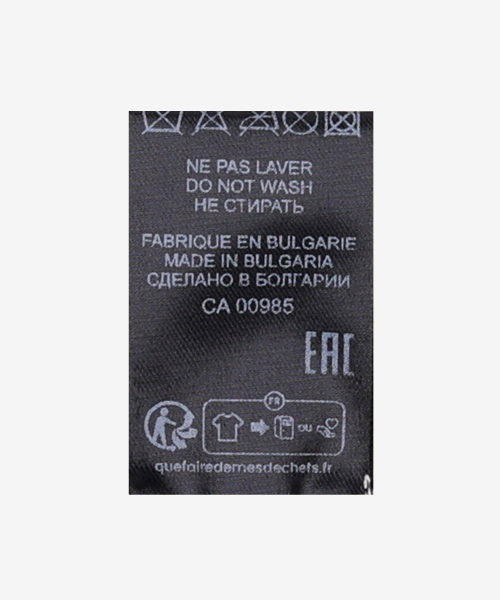 NE PAS LAVER
DO NOT WASH
НЕ СТИРАТЬ
FABRIQUE EN BULGARIE
MADE IN BULGARIA
СДЕЛАНО В БОЛГАРИИ
CA 00985
EAC
FR
OU
quefairedemesdechets.fr